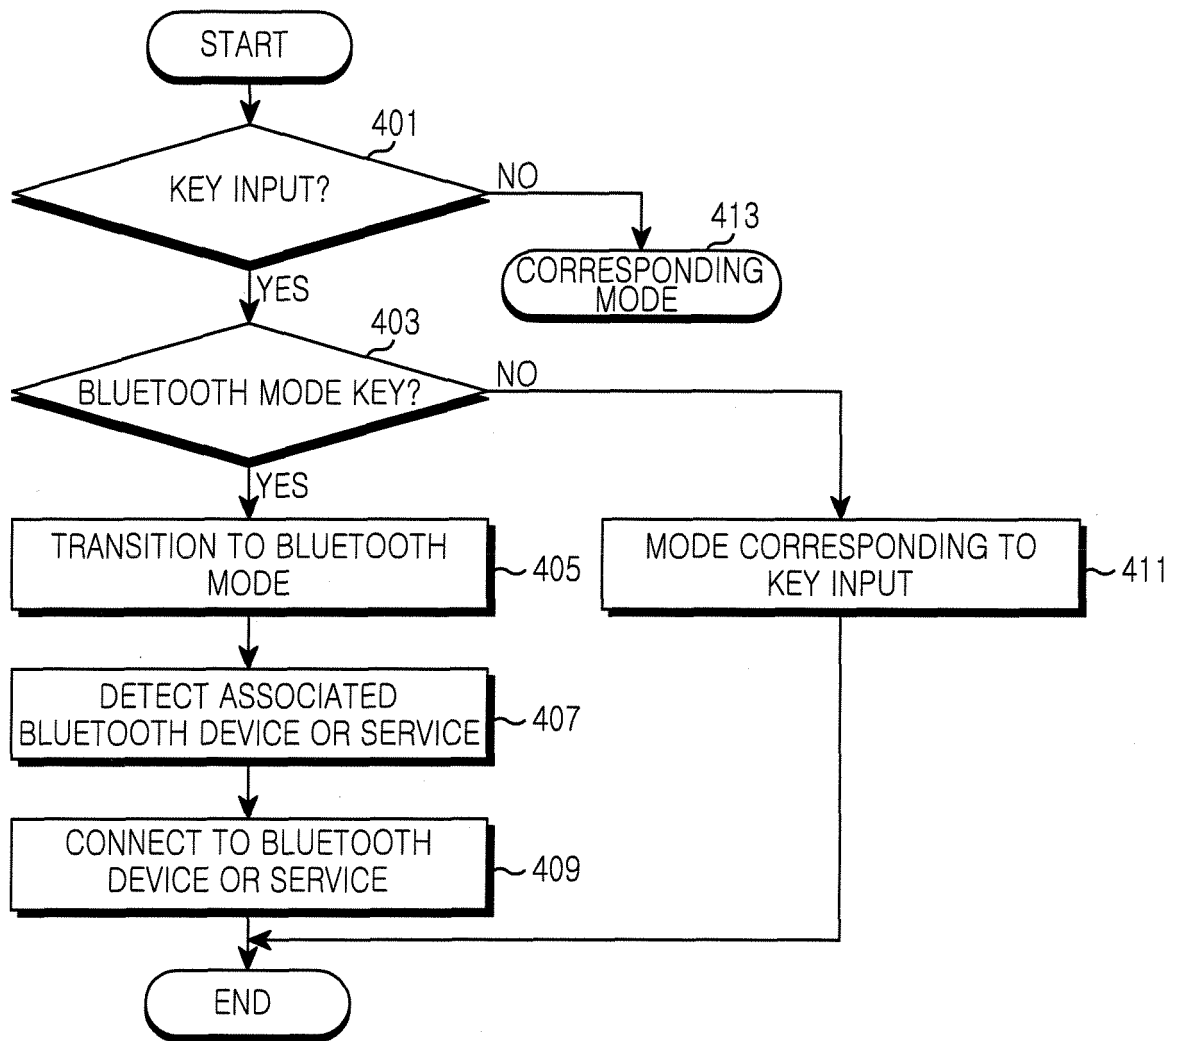 START
401
KEY INPUT?
NO
413
CORRESPONDING
MODE
YES
403
BLUETOOTH MODE KEY?
NO
YES
TRANSITION TO BLUETOOTH
MODE
405
MODE CORRESPONDING TO
KEY INPUT
411
DETECT ASSOCIATED
BLUETOOTH DEVICE OR SERVICE
407
CONNECT TO BLUETOOTH
DEVICE OR SERVICE
409
END